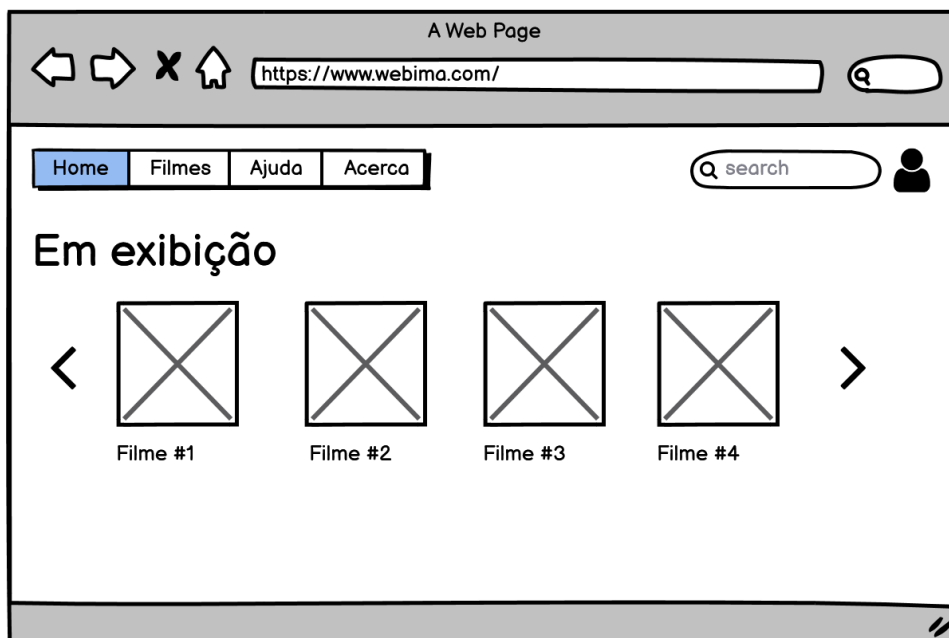 A Web Page
https://www.webima.com/
Home Filmes Ajuda Acerca search
Em exibição
Filme #1 Filme #2 Filme #3 Filme #4